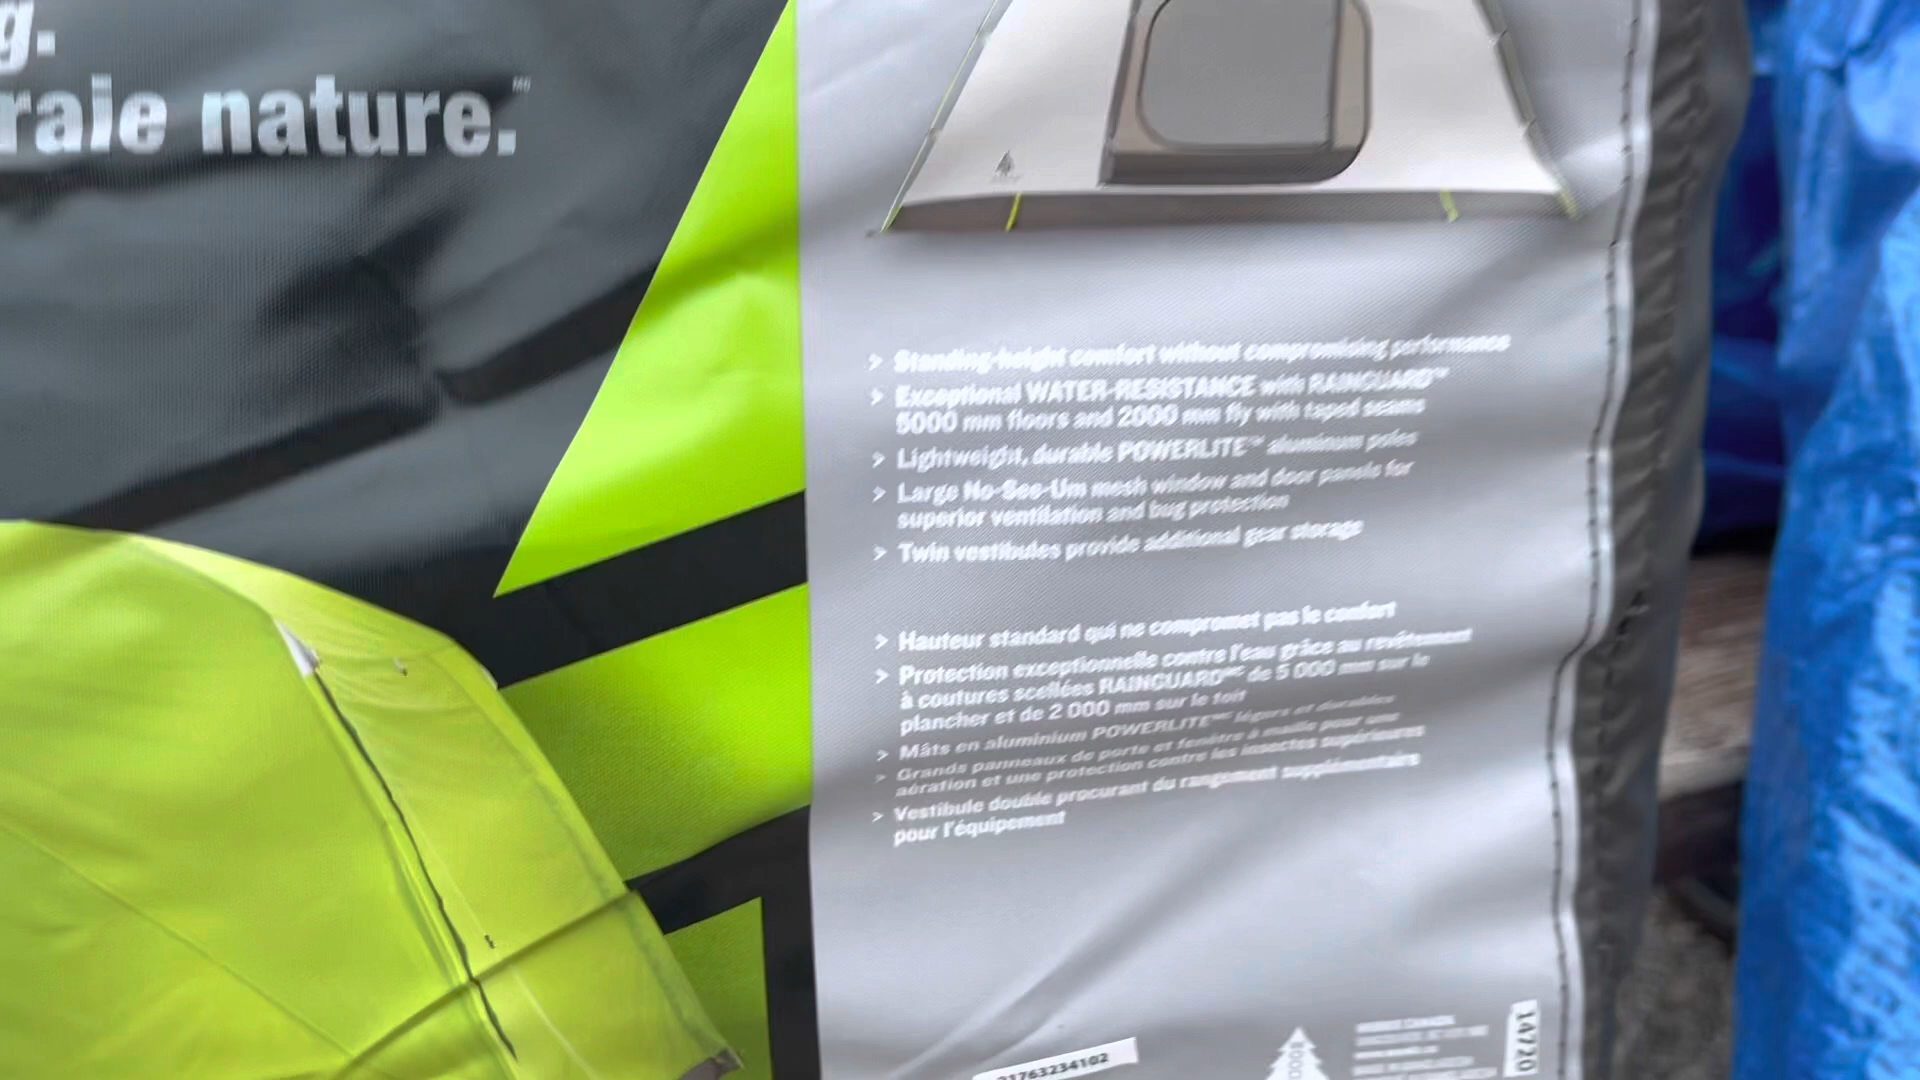 g.
raie nature.
> Standing-height comfort without compromising performance
> Exceptional WATER-RESISTANCE with RAINGUARD™
5000 mm floors and 2000 mm fly with taped seams
> Lightweight, durable POWERLITE™ aluminum poles
> Large No-See-Um mesh window and door panels for
superior ventilation and bug protection
> Twin vestibules provide additional gear storage
> Hauteur standard qui ne compromet pas le confort
> Protection exceptionnelle contre l'eau grâce au revêtement
à coutures scellées RAINGUARD de 5 000 mm sur le
plancher et de 2 000 mm sur le toit
> Mâts en aluminium POWERLITE légers et durables
> Grands panneaux de porte et fenêtre à maille pour une
aération et une protection contre les insectes supérieures
> Vestibule double procurant du rangement supplémentaire
pour l'équipement
1763234102
14720